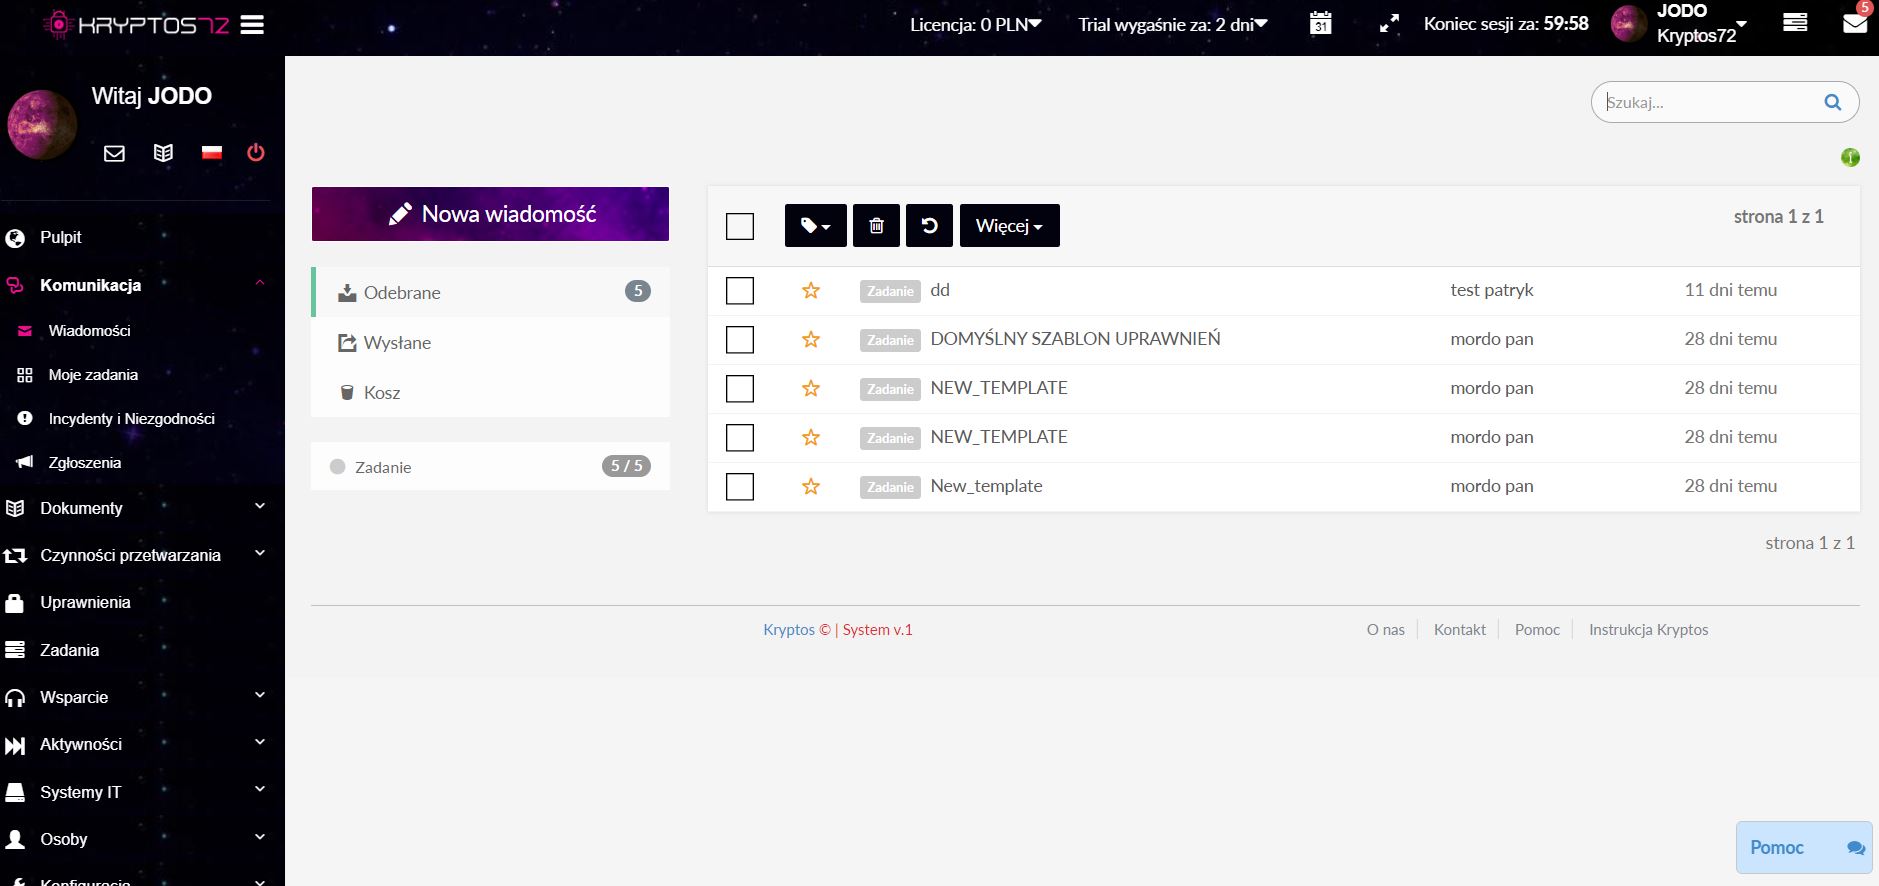 KRYPTOS72
Licencja: 0 PLN
Trial wygaśnie za: 2 dni
31
Koniec sesji za: 59:58
JODO
Kryptos72
5
Witaj JODO
Szukaj...
Pulpit
Komunikacja
Wiadomości
Moje zadania
Incydenty i Niezgodności
Zgłoszenia
Dokumenty
Czynności przetwarzania
Uprawnienia
Zadania
Wsparcie
Aktywności
Systemy IT
Osoby
Konfiguracja
Nowa wiadomość
Odebrane 5
Wysłane
Kosz
Zadanie 5 / 5
Więcej
strona 1 z 1
Zadanie dd test patryk 11 dni temu
Zadanie DOMYŚLNY SZABLON UPRAWNIEŃ mordo pan 28 dni temu
Zadanie NEW_TEMPLATE mordo pan 28 dni temu
Zadanie NEW_TEMPLATE mordo pan 28 dni temu
Zadanie New_template mordo pan 28 dni temu
strona 1 z 1
Kryptos © | System v.1
O nas
Kontakt
Pomoc
Instrukcja Kryptos
Pomoc